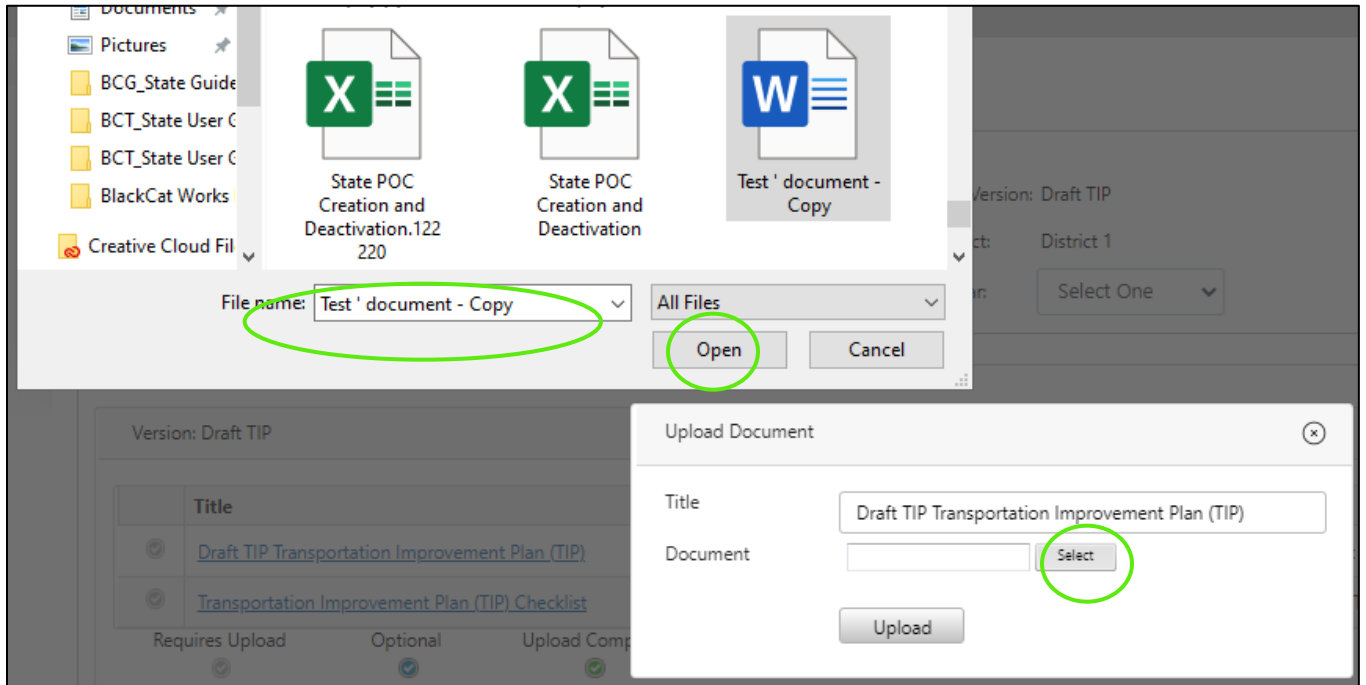 Documents
Pictures
BCG_State Guide
BCT_State User G
BCT_State User G
BlackCat Works
Creative Cloud Fil
X
X
W
State POC
Creation and
Deactivation.122
220
State POC
Creation and
Deactivation
Test ' document -
Copy
File name: Test ' document - Copy
All Files
Open Cancel
Version: Draft TIP
ct: District 1
ar: Select One
Version: Draft TIP
Title
Draft TIP Transportation Improvement Plan (TIP)
Transportation Improvement Plan (TIP) Checklist
Requires Upload Optional Upload Comp
Upload Document
Title Draft TIP Transportation Improvement Plan (TIP)
Document Select
Upload